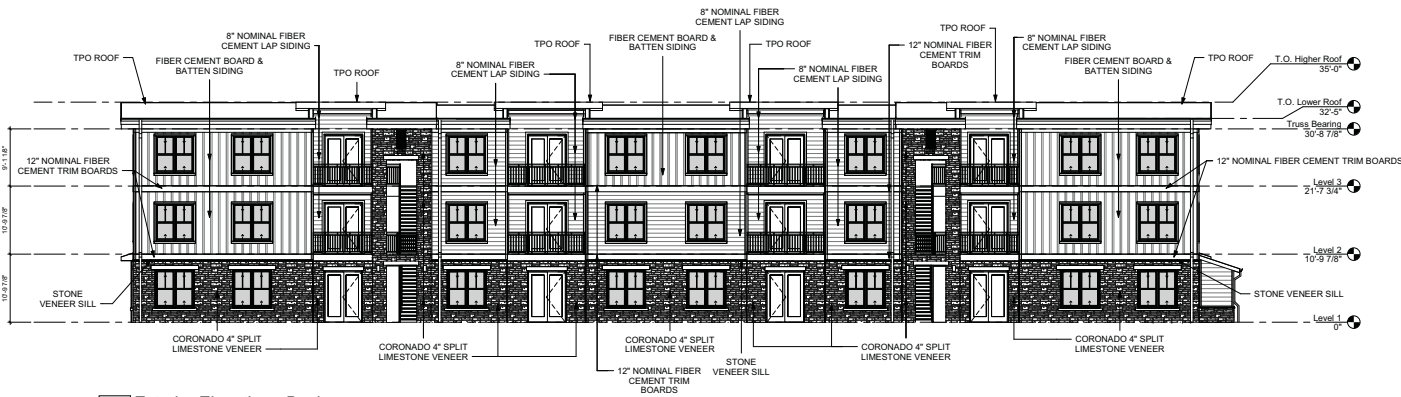 8" NOMINAL FIBER
CEMENT LAP SIDING
8" NOMINAL FIBER
CEMENT LAP SIDING
TPO ROOF
FIBER CEMENT BOARD &
BATTEN SIDING
TPO ROOF
8" NOMINAL FIBER
CEMENT LAP SIDING
TPO ROOF
FIBER CEMENT BOARD &
BATTEN SIDING
TPO ROOF
8" NOMINAL FIBER
CEMENT LAP SIDING
12" NOMINAL FIBER
CEMENT TRIM
BOARDS
TPO ROOF
8" NOMINAL FIBER
CEMENT LAP SIDING
FIBER CEMENT BOARD &
BATTEN SIDING
TPO ROOF
T.O. Higher Roof
35'-0"
T.O. Lower Roof
32'-5"
Truss Bearing
30'-8 7/8"
9'-1 1/8"
12" NOMINAL FIBER
CEMENT TRIM BOARDS
12" NOMINAL FIBER CEMENT TRIM BOARDS
Level 3
21'-7 3/4"
10'-9 7/8"
Level 2
10'-9 7/8"
10'-9 7/8"
STONE
VENEER SILL
STONE VENEER SILL
Level 1
0"
CORONADO 4" SPLIT
LIMESTONE VENEER
CORONADO 4" SPLIT
LIMESTONE VENEER
12" NOMINAL FIBER
CEMENT TRIM
BOARDS
CORONADO 4" SPLIT
LIMESTONE VENEER
STONE
VENEER SILL
CORONADO 4" SPLIT
LIMESTONE VENEER
CORONADO 4" SPLIT
LIMESTONE VENEER